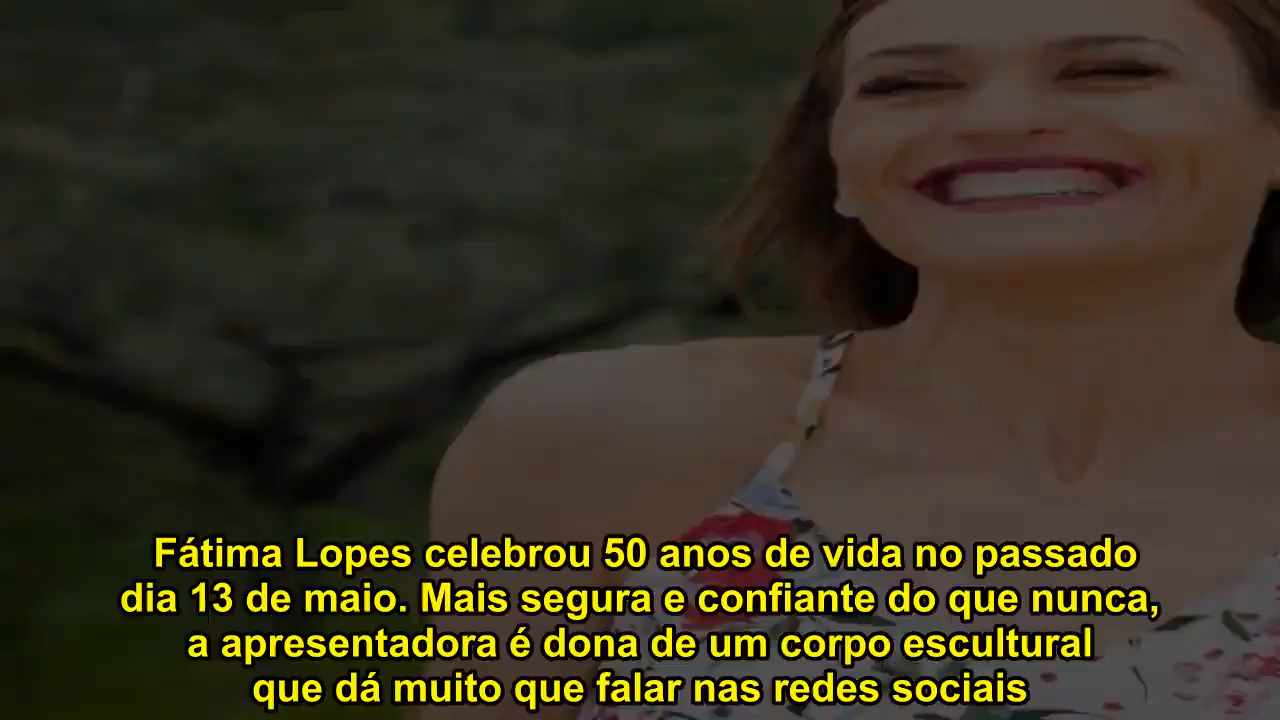 Fátima Lopes celebrou 50 anos de vida no passado
dia 13 de maio. Mais segura e confiante do que nunca,
a apresentadora é dona de um corpo escultural
que dá muito que falar nas redes sociais